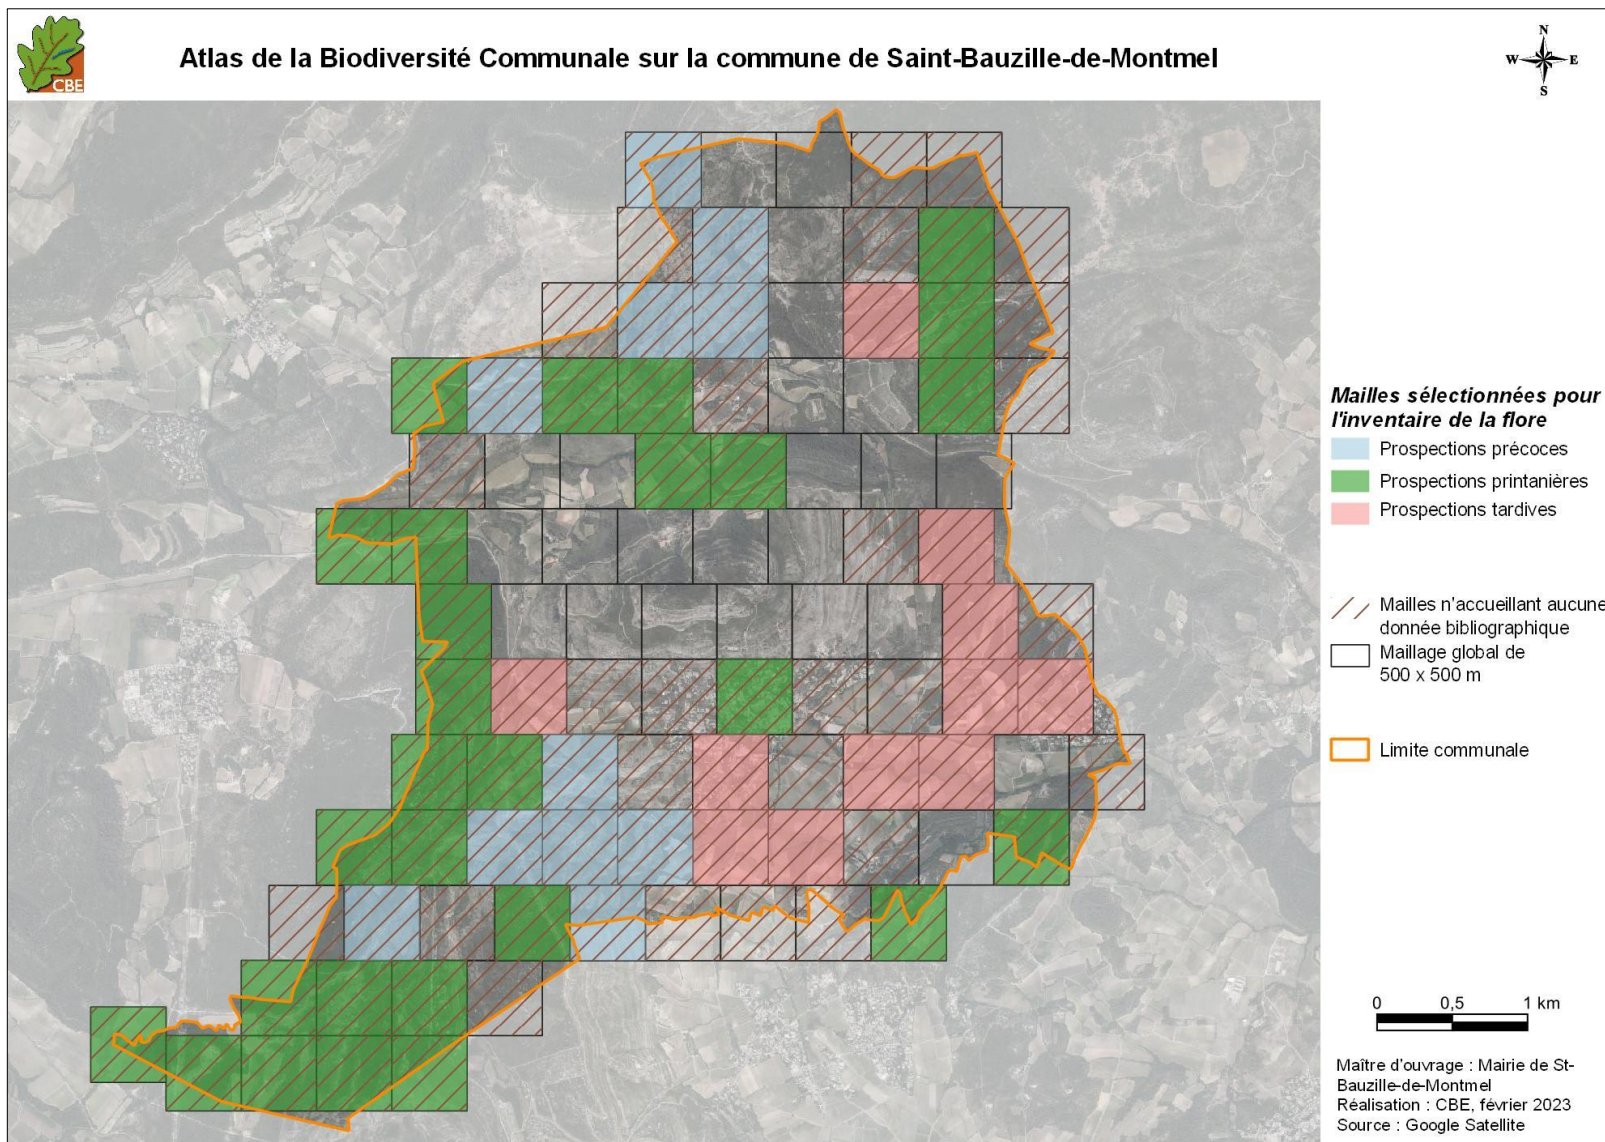 CBE
Atlas de la Biodiversité Communale sur la commune de Saint-Bauzille-de-Montmel
N
W E
S
Mailles sélectionnées pour
l'inventaire de la flore
Prospections précoces
Prospections printanières
Prospections tardives
Mailles n'accueillant aucune
donnée bibliographique
Maillage global de
500 x 500 m
Limite communale
0 0,5 1 km
Maître d'ouvrage : Mairie de St-
Bauzille-de-Montmel
Réalisation : CBE, février 2023
Source : Google Satellite